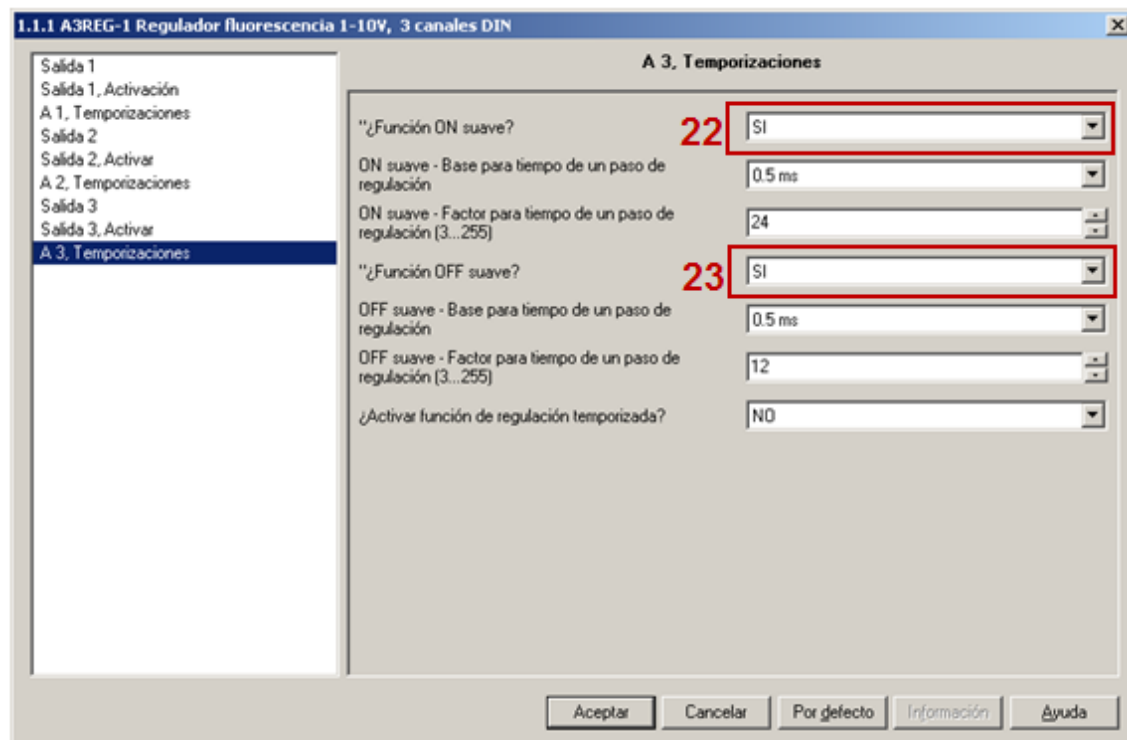 1.1.1 A3REG-1 Regulador fluorescencia 1-10V, 3 canales DIN
Salida 1
Salida 1, Activación
A 1, Temporizaciones
Salida 2
Salida 2, Activar
A 2, Temporizaciones
Salida 3
Salida 3, Activar
A 3, Temporizaciones
A 3, Temporizaciones
"¿Función ON suave?
22
SI
ON suave - Base para tiempo de un paso de
regulación
0.5 ms
ON suave - Factor para tiempo de un paso de
regulación (3...255)
24
"¿Función OFF suave?
23
SI
OFF suave - Base para tiempo de un paso de
regulación
0.5 ms
OFF suave - Factor para tiempo de un paso de
regulación (3...255)
12
¿Activar función de regulación temporizada?
NO
Aceptar
Cancelar
Por defecto
Información
Ayuda